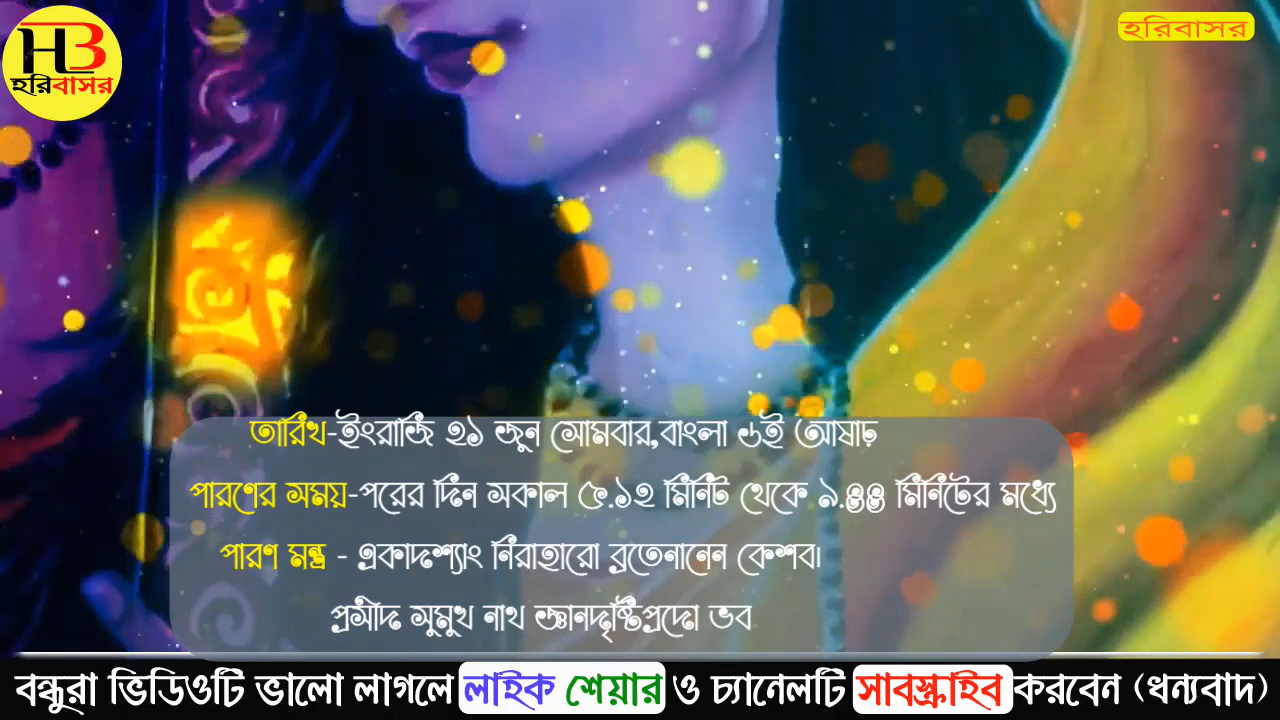 HB
হরিবাসর
হরিবাসর
তারিখ-ইংরাজি ২১ জুন সোমবার,বাংলা ৬ই আষাঢ়
পারণের সময়-পরের দিন সকাল ৫.১২ মিনিট থেকে ৯.৪৪ মিনিটের মধ্যে
পারণ মন্ত্র - একাদশ্যাং নিরাহারো ব্রতেনানেন কেশব।
প্রসীদ সুমুখ নাথ জ্ঞানদৃষ্টিপ্রদো ভব
বন্ধুরা ভিডিওটি ভালো লাগলে লাইক শেয়ার ও চ্যানেলটি সাবস্ক্রাইব করবেন (ধন্যবাদ)